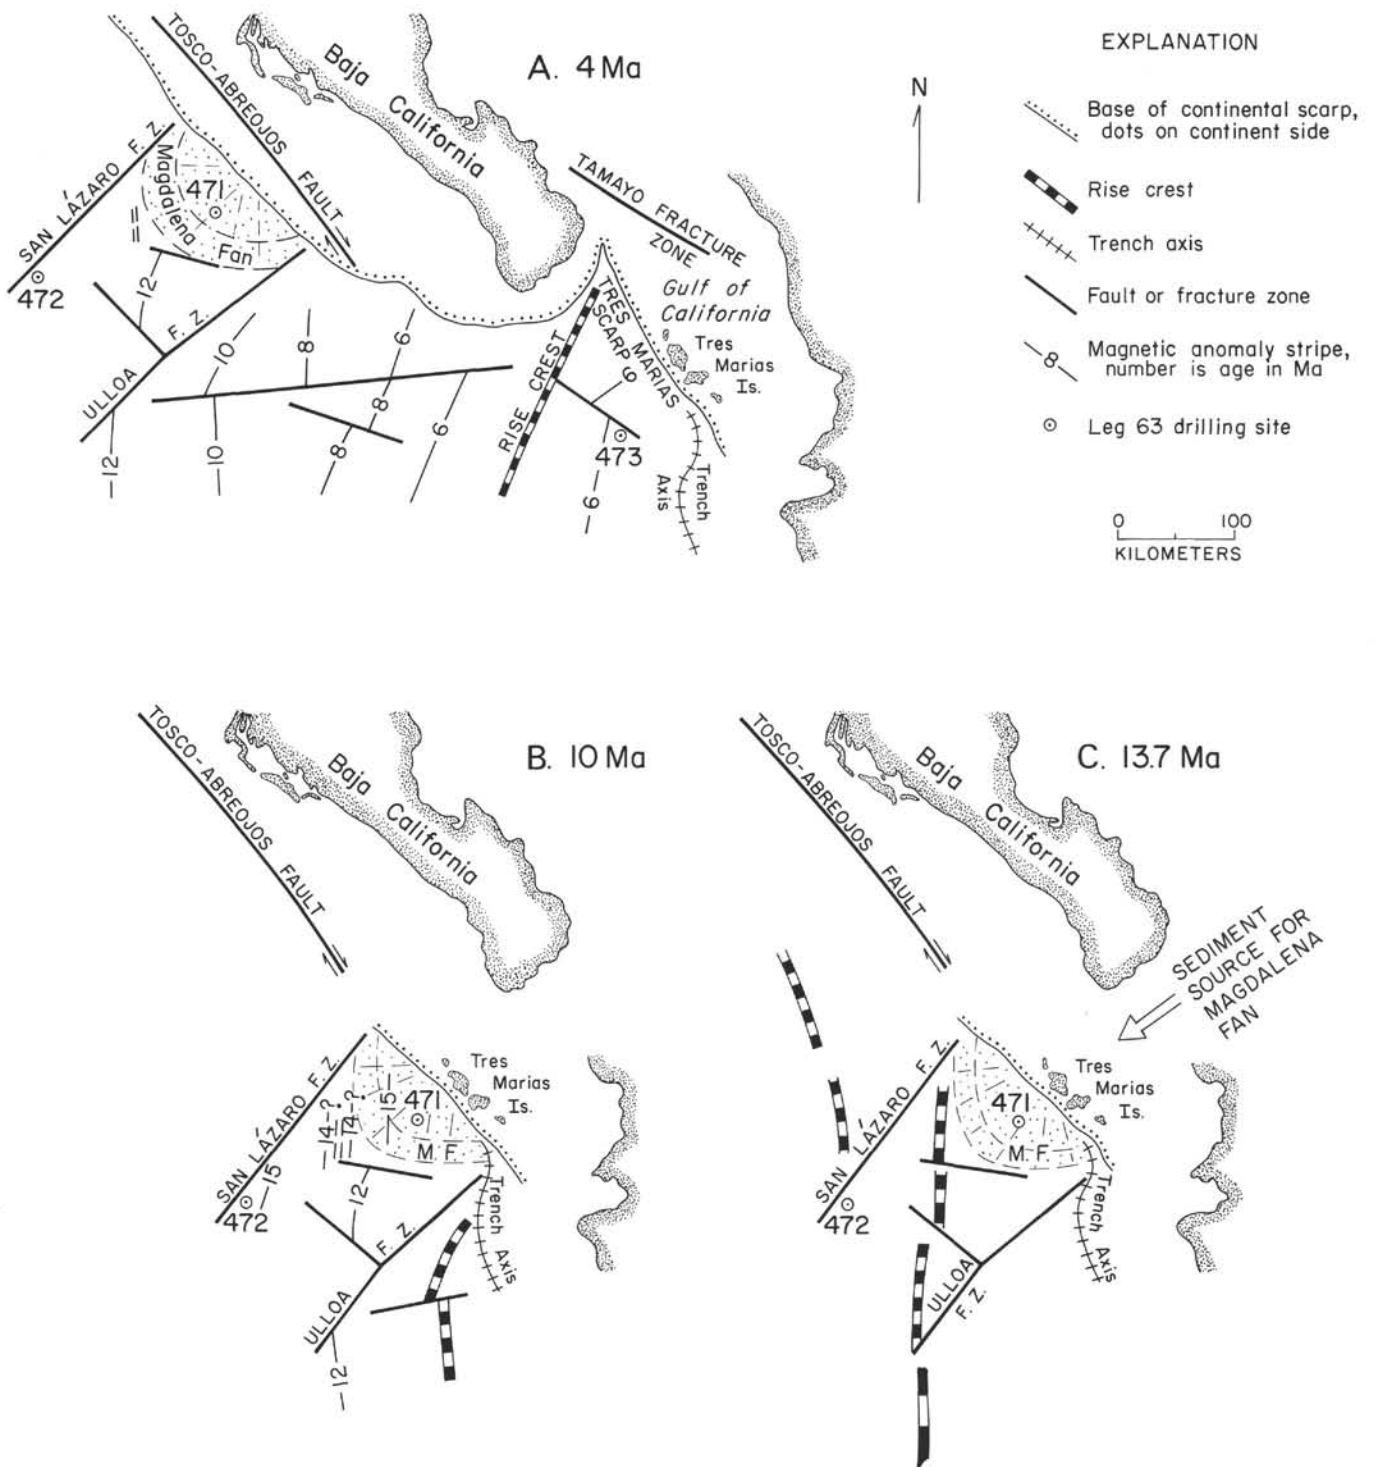 A. 4 Ma
TOSCO-ABREOJOS FAULT
Baja
California
SAN LÁZARO F. Z.
Magdalena
Fan
471
472
12
ULLOA F. Z.
10
8
6
12
10
8
8
6
RISE CREST
TRES MARIAS
SCARP
6
473
6
TAMAYO FRACTURE
ZONE
Gulf of
California
Tres
Marias
Is.
Trench
Axis
N
EXPLANATION
Base of continental scarp,
dots on continent side
Rise crest
Trench axis
Fault or fracture zone
8
Magnetic anomaly stripe,
number is age in Ma
Leg 63 drilling site
0 100
KILOMETERS
B. 10 Ma
TOSCO-ABREOJOS FAULT
Baja
California
SAN LÁZARO F. Z.
14-?
14-?
15
471
M. F.
Tres
Marias
Is.
15
472
12
ULLOA F. Z.
12
Trench
Axis
C. 13.7 Ma
TOSCO-ABREOJOS FAULT
Baja
California
SEDIMENT
SOURCE FOR
MAGDALENA
FAN
SAN LÁZARO F. Z.
471
M. F.
Tres
Marias
Is.
472
ULLOA
F. Z.
Trench
Axis